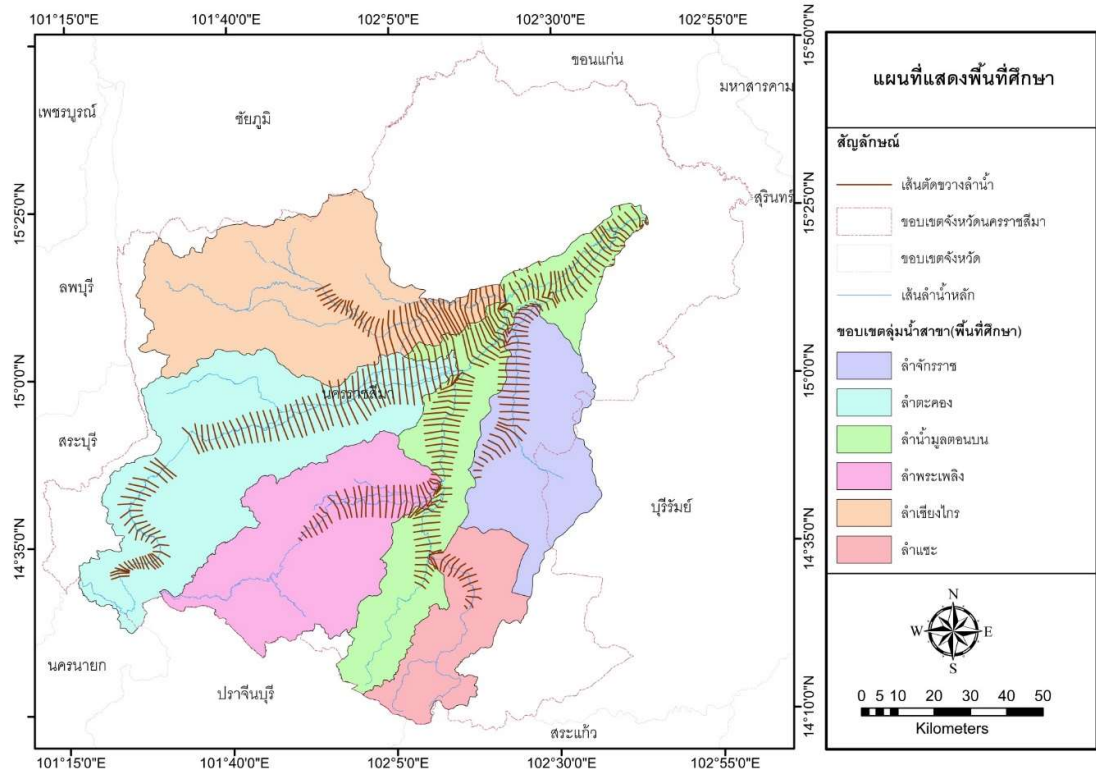 101°15'0"E
101°40'0"E
102°5'0"E
102°30'0"E
102°55'0"E
15°50'0"N
15°25'0"N
15°0'0"N
14°35'0"N
14°10'0"N
15°25'0"N
15°0'0"N
14°35'0"N
ขอนแก่น
มหาสารคาม
เพชรบูรณ์
ชัยภูมิ
สุรินทร์
ลพบุรี
นครราชสีมา
สระบุรี
บุรีรัมย์
นครนายก
ปราจีนบุรี
สระแก้ว
101°15'0"E
101°40'0"E
102°5'0"E
102°30'0"E
102°55'0"E
แผนที่แสดงพื้นที่ศึกษา
สัญลักษณ์
เส้นตัดขวางลำน้ำ
ขอบเขตจังหวัดนครราชสีมา
ขอบเขตจังหวัด
เส้นลำน้ำหลัก
ขอบเขตลุ่มน้ำสาขา(พื้นที่ศึกษา)
ลำจักรราช
ลำตะคอง
ลำน้ำมูลตอนบน
ลำพระเพลิง
ลำเชียงไกร
ลำแซะ
N
W E
S
0 5 10 20 30 40 50
Kilometers